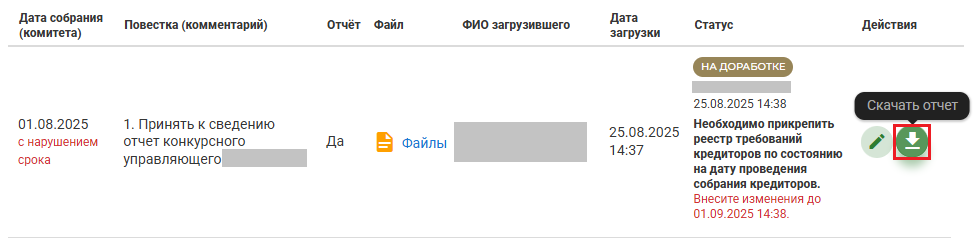 Дата собрания
(комитета)
Повестка (комментарий)
Отчёт
Файл
ФИО загрузившего
Дата
загрузки
Статус
Действия
01.08.2025
с нарушением
срока
1. Принять к сведению
отчет конкурсного
управляющего
Да
Файлы
25.08.2025
14:37
НА ДОРАБОТКЕ
25.08.2025 14:38
Необходимо прикрепить
реестр требований
кредиторов по состоянию
на дату проведения
собрания кредиторов.
Внесите изменения до
01.09.2025 14:38.
Скачать отчет